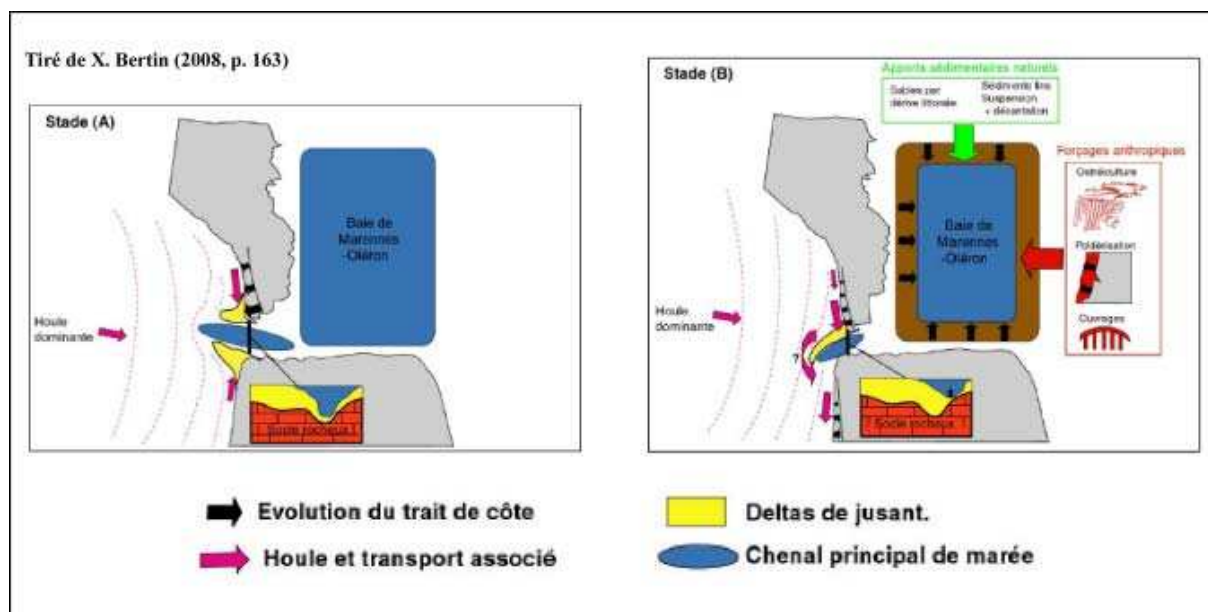 Tiré de X. Bertin (2008, p. 163)
Stade (A)
Baie de
Marennes
-Oléron
Houle
dominante
Socle rocheux !
Stade (B)
Apports sédimentaires naturels
Sables par
dérive littorale
Sédiments fins
Suspension
+ décantation
Forçages anthropiques
Ostréiculture
Baie de
Marennes
-Oléron
Poldérisation
Houle
dominante
Ouvrages
?
! Socle rocheux !
Evolution du trait de côte
Houle et transport associé
Deltas de jusant.
Chenal principal de marée